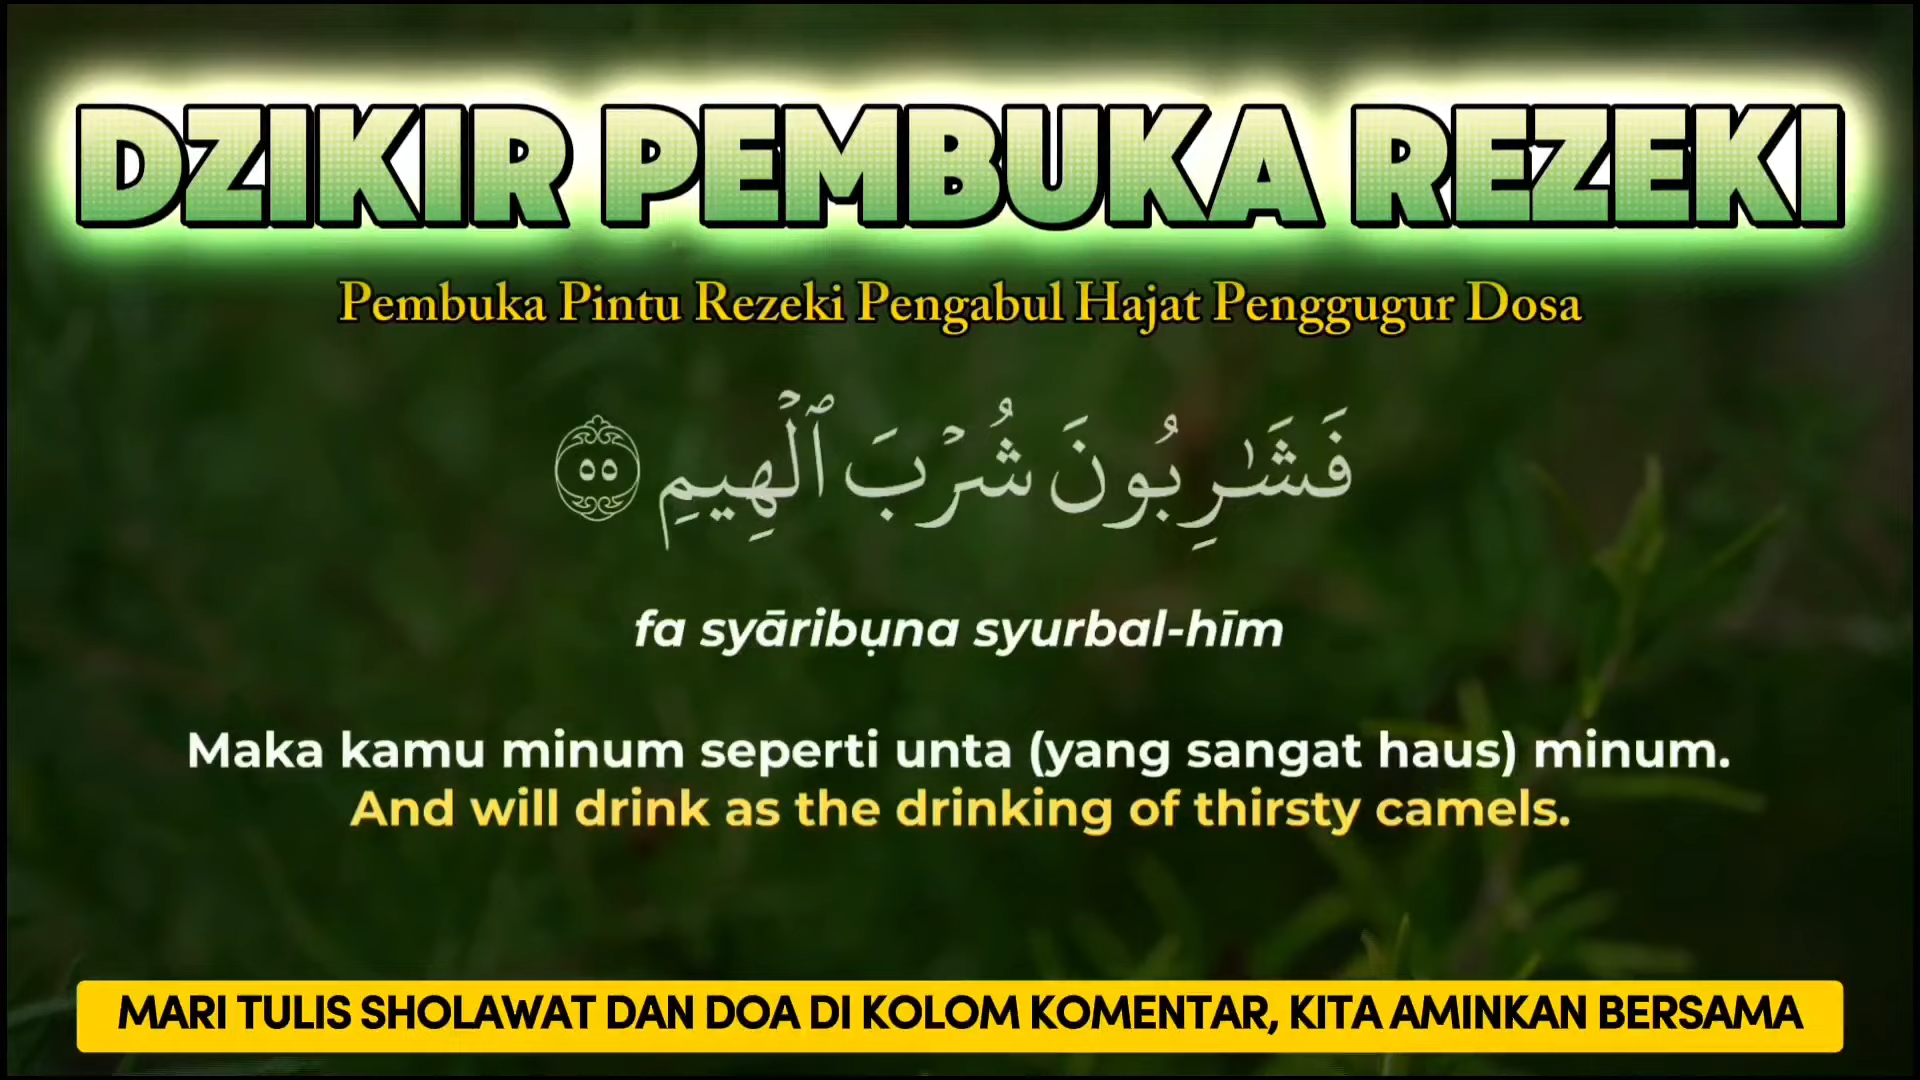 DZIKIR PEMBUKA REZEKI
Pembuka Pintu Rezeki Pengabul Hajat Penggugur Dosa
فَشَـٰرِبُونَ شُرْبَ ٱلْهِيمِ ٥٥
fa syāribụna syurbal-hīm
Maka kamu minum seperti unta (yang sangat haus) minum.
And will drink as the drinking of thirsty camels.
MARI TULIS SHOLAWAT DAN DOA DI KOLOM KOMENTAR, KITA AMINKAN BERSAMA